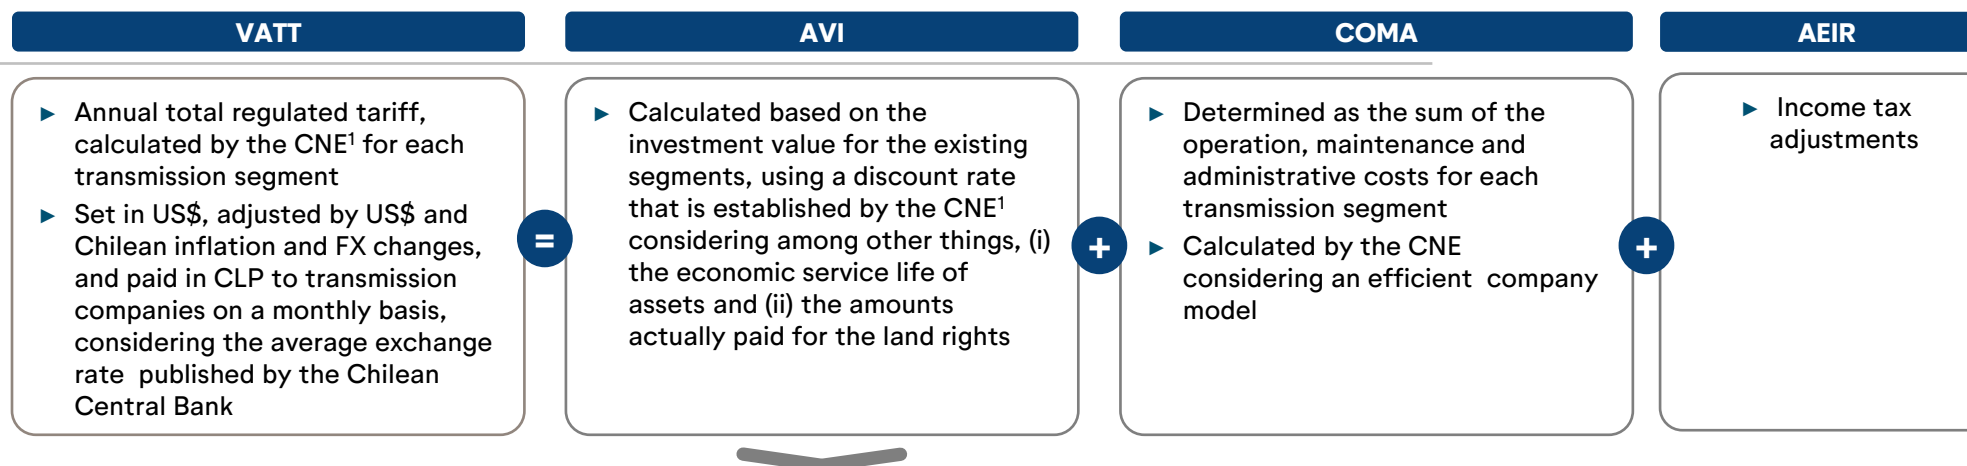 VATT
► Annual total regulated tariff,
calculated by the CNE¹ for each
transmission segment
► Set in US$, adjusted by US$ and
Chilean inflation and FX changes,
and paid in CLP to transmission
companies on a monthly basis,
considering the average exchange
rate  published by the Chilean
Central Bank
=
AVI
► Calculated based on the
investment value for the existing
segments, using a discount rate
that is established by the CNE¹
considering among other things, (i)
the economic service life of
assets and (ii) the amounts
actually paid for the land rights
+
COMA
► Determined as the sum of the
operation, maintenance and
administrative costs for each
transmission segment
► Calculated by the CNE
considering an efficient  company
model
+
AEIR
► Income tax
adjustments